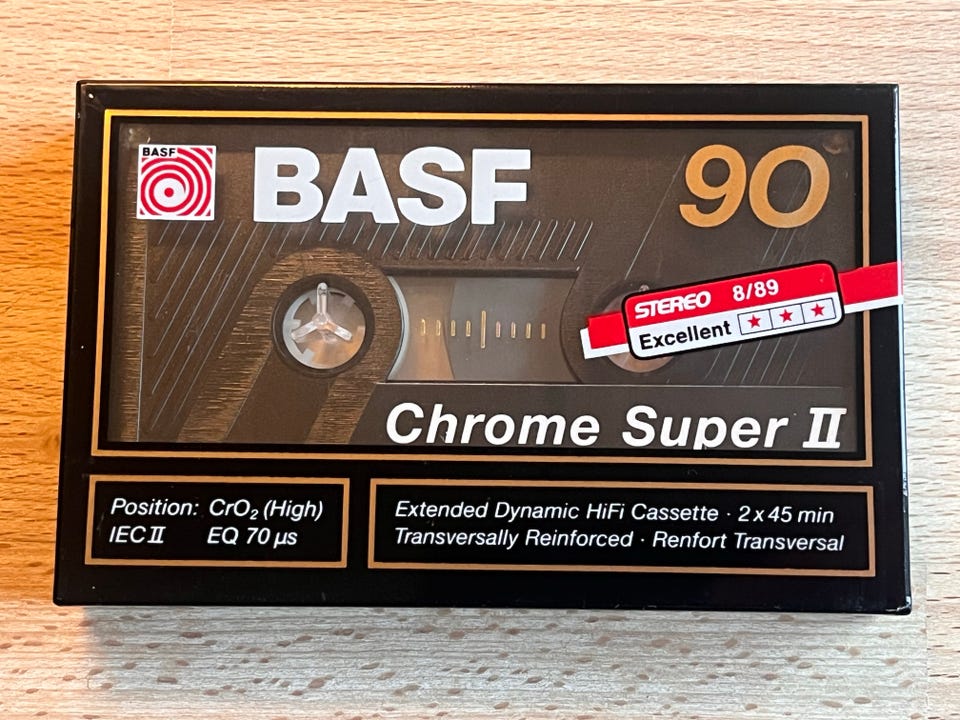 BASF
BASF 90
STEREO 8/89
Excellent
Chrome Super II
Position: CrO₂ (High)
IEC II EQ 70 µs
Extended Dynamic HiFi Cassette · 2 x 45 min
Transversally Reinforced · Renfort Transversal